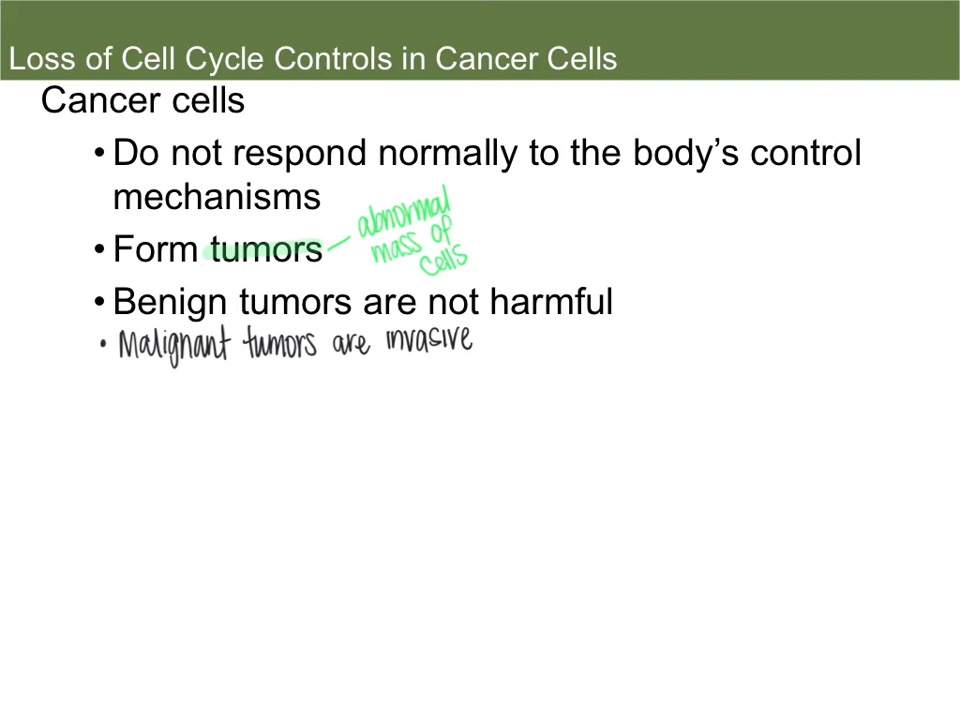 Loss of Cell Cycle Controls in Cancer Cells
Cancer cells
• Do not respond normally to the body’s control
mechanisms
• Form tumors
abnormal
mass of
cells
• Benign tumors are not harmful
• Malignant tumors are invasive